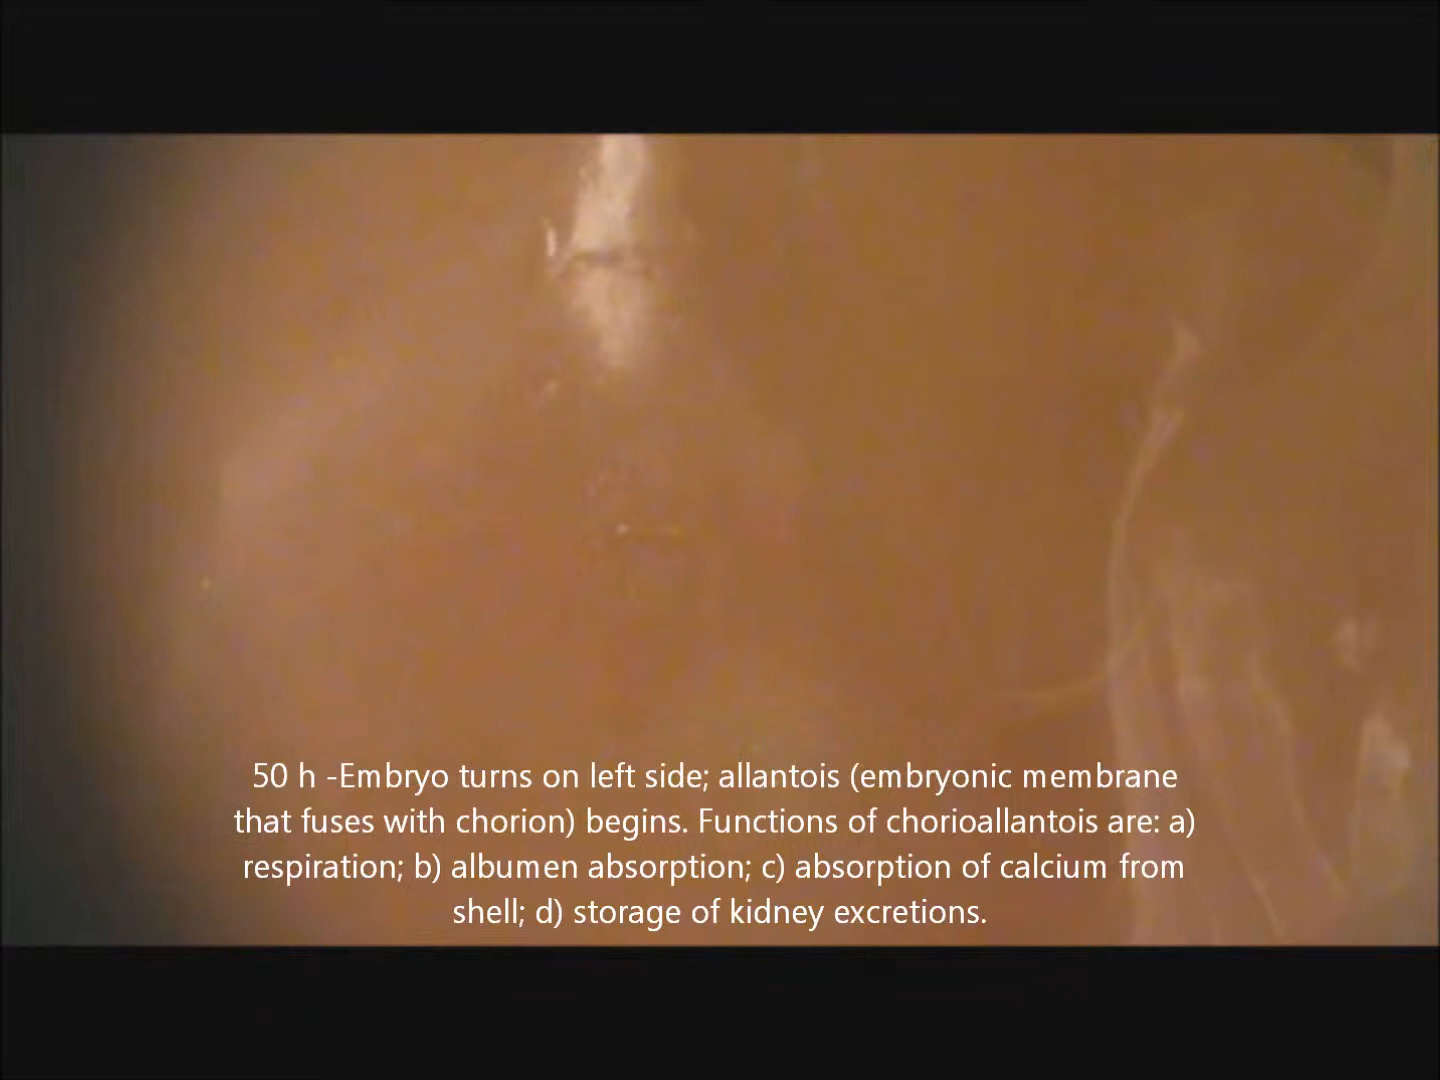 50 h -Embryo turns on left side; allantois (embryonic membrane
that fuses with chorion) begins. Functions of chorioallantois are: a)
respiration; b) albumen absorption; c) absorption of calcium from
shell; d) storage of kidney excretions.